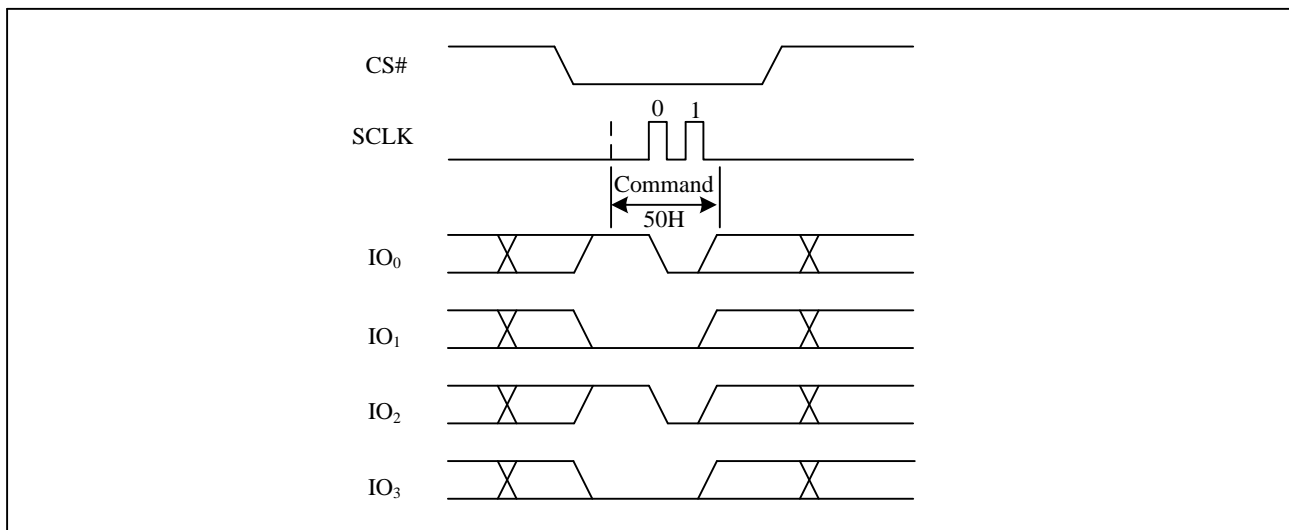 CS#
0 1
SCLK
Command
50H
IO₀
IO₁
IO₂
IO₃